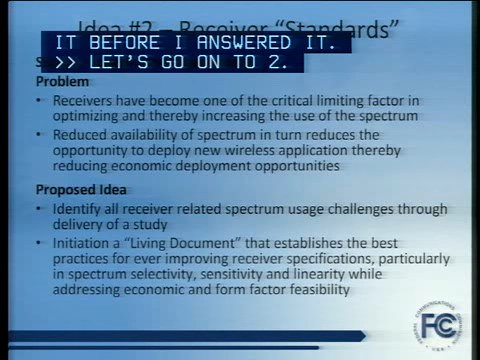 Idea #2 – Receiver “Standards”
IT BEFORE I ANSWERED IT.
>> LET'S GO ON TO 2.
Problem
• Receivers have become one of the critical limiting factor in
optimizing and thereby increasing the use of the spectrum
• Reduced availability of spectrum in turn reduces the
opportunity to deploy new wireless application thereby
reducing economic deployment opportunities
Proposed Idea
• Identify all receiver related spectrum usage challenges through
delivery of a study
• Initiation a “Living Document” that establishes the best
practices for ever improving receiver specifications, particularly
in spectrum selectivity, sensitivity and linearity while
addressing economic and form factor feasibility
FEDERAL COMMUNICATIONS COMMISSION
FCC
USA